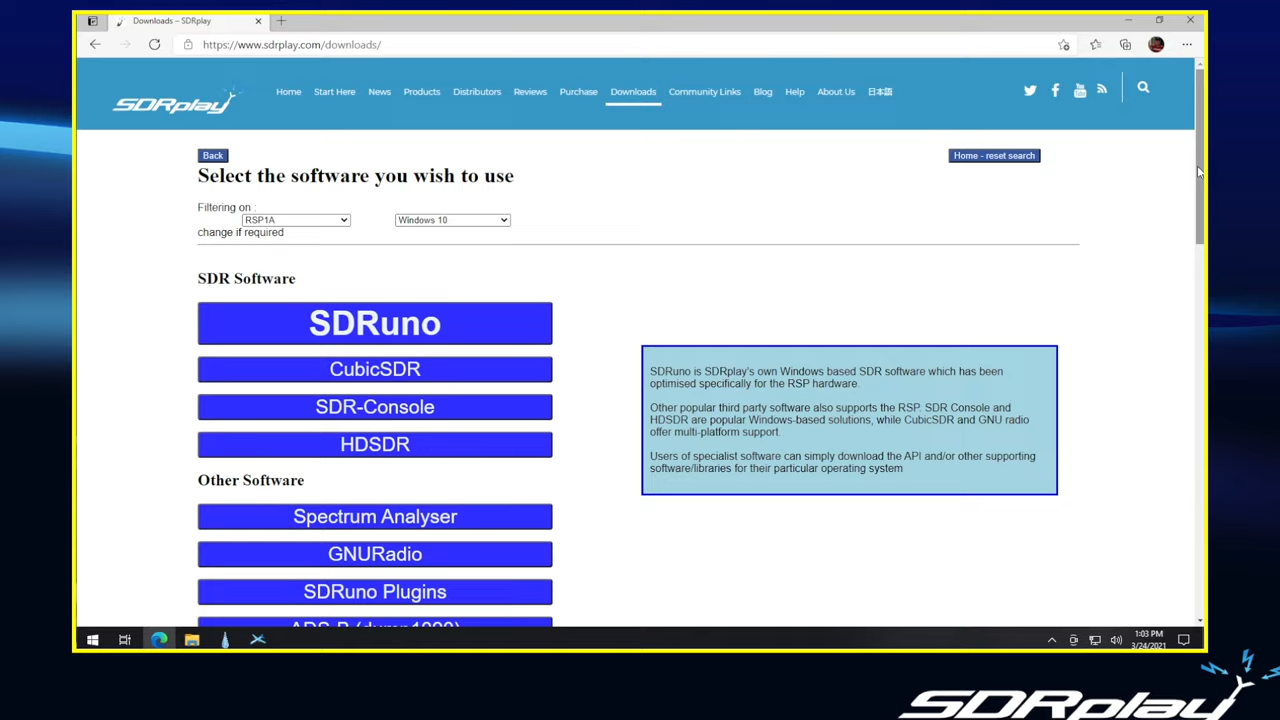 Downloads – SDRplay
https://www.sdrplay.com/downloads/
SDRplay
Home Start Here News Products Distributors Reviews Purchase Downloads Community Links Blog Help About Us 日本語
You
Back
Home - reset search
Select the software you wish to use
Filtering on :
RSP1A
Windows 10
change if required
SDR Software
SDRuno
CubicSDR
SDR-Console
HDSDR
SDRuno is SDRplay's own Windows based SDR software which has been
optimised specifically for the RSP hardware.
Other popular third party software also supports the RSP. SDR Console and
HDSDR are popular Windows-based solutions, while CubicSDR and GNU radio
offer multi-platform support.
Users of specialist software can simply download the API and/or other supporting
software/libraries for their particular operating system
Other Software
Spectrum Analyser
GNURadio
SDRuno Plugins
ADS-B (dump1090)
1:03 PM
3/24/2021
SDRplay